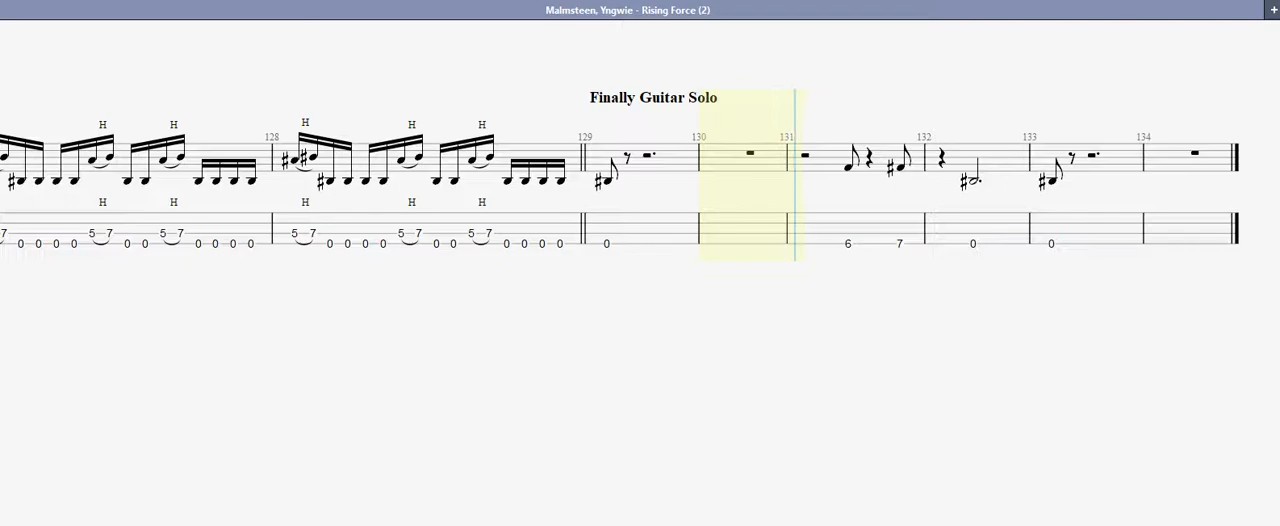 Malmsteen, Yngwie - Rising Force (2)
+
Finally Guitar Solo
H H H H H
128 129 130 131 132 133 134
H H H H H
7 5 7 5 7 5 7 5 7 5 7
0 0 0 0 0 0 0 0 0 0 0 0 0 0 0 0 0 0 0 0 0 0 6 7 0 0